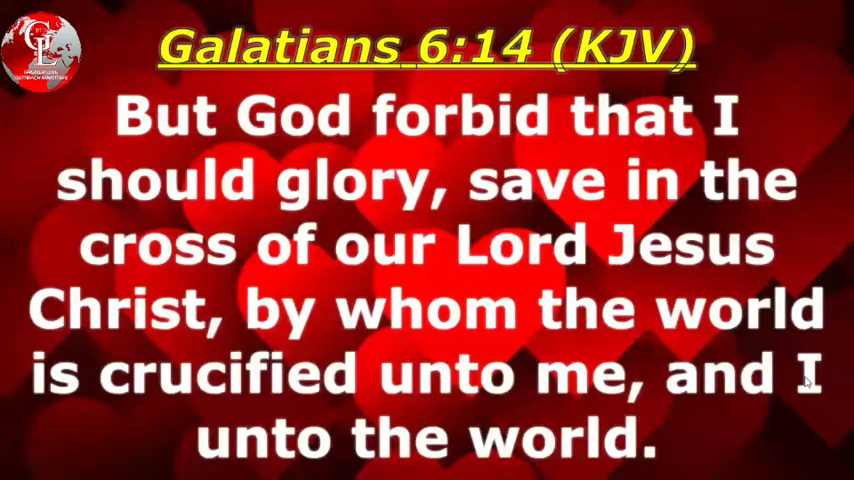 Galatians 6:14 (KJV)
But God forbid that I
should glory, save in the
cross of our Lord Jesus
Christ, by whom the world
is crucified unto me, and I
unto the world.